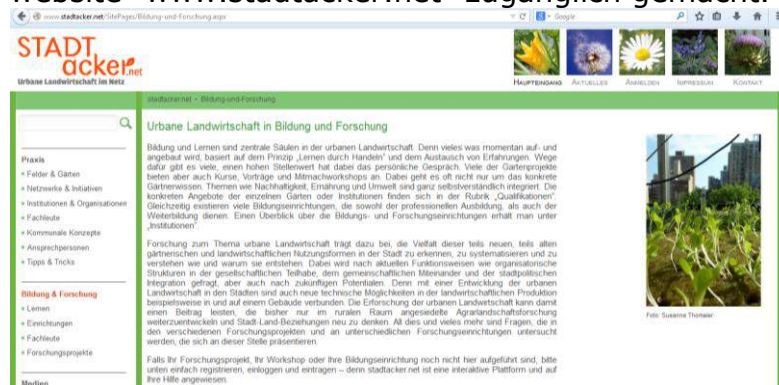 website "www.stadtacker.net" zugänglich gemacht.
www.stadtacker.net/SitePages/Bildung-und-Forschung.aspx
Google
STADT
acker.net
Urbane Landwirtschaft im Netz
HAUPTEINGANG AKTUELLES ANMELDEN IMPRESSUM KONTAKT
stadtacker.net › Bildung-und-Forschung
Urbane Landwirtschaft in Bildung und Forschung
Bildung und Lernen sind zentrale Säulen in der urbanen Landwirtschaft. Denn vieles was momentan auf- und
angebaut wird, basiert auf dem Prinzip „Lernen durch Handeln" und dem Austausch von Erfahrungen. Wege
dafür gibt es viele, einen hohen Stellenwert hat dabei das persönliche Gespräch. Viele der Gartenprojekte
bieten aber auch Kurse, Vorträge und Mitmachworkshops an. Dabei geht es oft nicht nur um das konkrete
Gärtnerwissen. Themen wie Nachhaltigkeit, Ernährung und Umwelt sind ganz selbstverständlich integriert. Die
konkreten Angebote der einzelnen Gärten oder Institutionen finden sich in der Rubrik „Qualifikationen".
Gleichzeitig existieren viele Bildungseinrichtungen, die sowohl der professionellen Ausbildung, als auch der
Weiterbildung dienen. Einen Überblick über die Bildungs- und Forschungseinrichtungen erhält man unter
„Institutionen".
Forschung zum Thema urbane Landwirtschaft trägt dazu bei, die Vielfalt dieser teils neuen, teils alten
gärtnerischen und landwirtschaftlichen Nutzungsformen in der Stadt zu erkennen, zu systematisieren und zu
verstehen wie und warum sie entstehen. Dabei wird nach aktuellen Funktionsweisen wie organisatorische
Strukturen in der gesellschaftlichen Teilhabe, dem gemeinschaftlichen Miteinander und der stadtpolitischen
Integration gefragt, aber auch nach zukünftigen Potentialen. Denn mit einer Entwicklung der urbanen
Landwirtschaft in den Städten sind auch neue technische Möglichkeiten in der landwirtschaftlichen Produktion
beispielsweise in und auf einem Gebäude verbunden. Die Erforschung der urbanen Landwirtschaft kann damit
einen Beitrag leisten, die bisher nur im ruralen Raum angesiedelte Agrarlandschaftsforschung
weiterzuentwickeln und Stadt-Land-Beziehungen neu zu denken. All dies und vieles mehr sind Fragen, die in
den verschiedenen Forschungsprojekten und an unterschiedlichen Forschungseinrichtungen untersucht
werden, die sich an dieser Stelle präsentieren.
Falls Ihr Forschungsprojekt, Ihr Workshop oder Ihre Bildungseinrichtung noch nicht hier aufgeführt sind, bitte
unten einfach registrieren, einloggen und eintragen – denn stadtacker.net ist eine interaktive Plattform und auf
Ihre Hilfe angewiesen.
Foto: Susanne Thomaier
Praxis
Felder & Gärten
Netzwerke & Initiativen
Institutionen & Organisationen
Fachleute
Kommunale Konzepte
Ansprechpersonen
Tipps & Tricks
Bildung & Forschung
Lernen
Einrichtungen
Fachleute
Forschungsprojekte
Medien